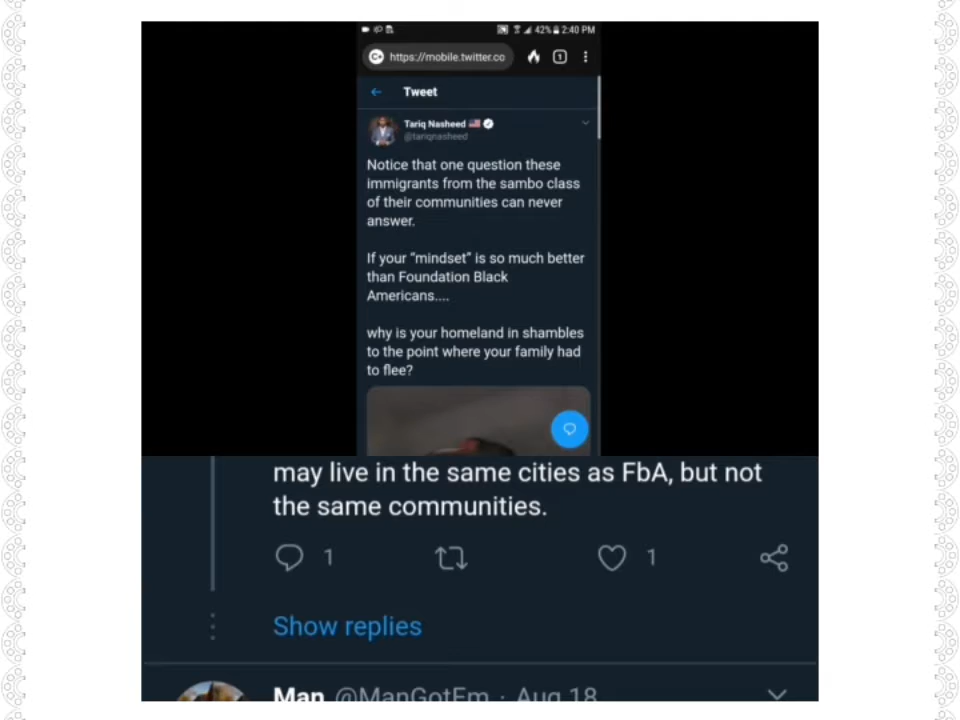 42% 2:40 PM
https://mobile.twitter.co
1
Tweet
Tariq Nasheed
@tariqnasheed
Notice that one question these
immigrants from the sambo class
of their communities can never
answer.
If your “mindset” is so much better
than Foundation Black
Americans....
why is your homeland in shambles
to the point where your family had
to flee?
may live in the same cities as FbA, but not
the same communities.
1 1
Show replies
Man @ManGotEm · Aug 18